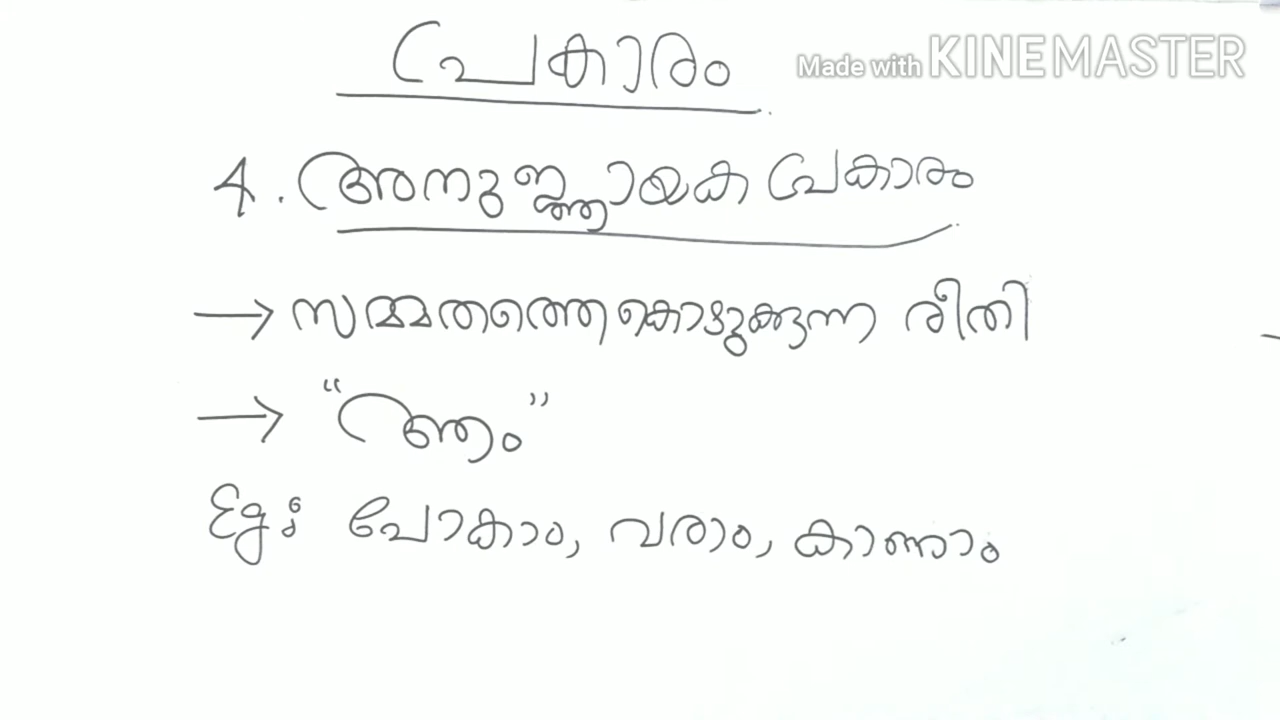 പ്രകാരം
Made with KINEMASTER
4. അനുജ്ഞായക പ്രകാരം
→ സമ്മതത്തെകൊടുക്കുന്ന രീതി
→ "ആം"
Eg: പോകാം, വരാം, കാണാം